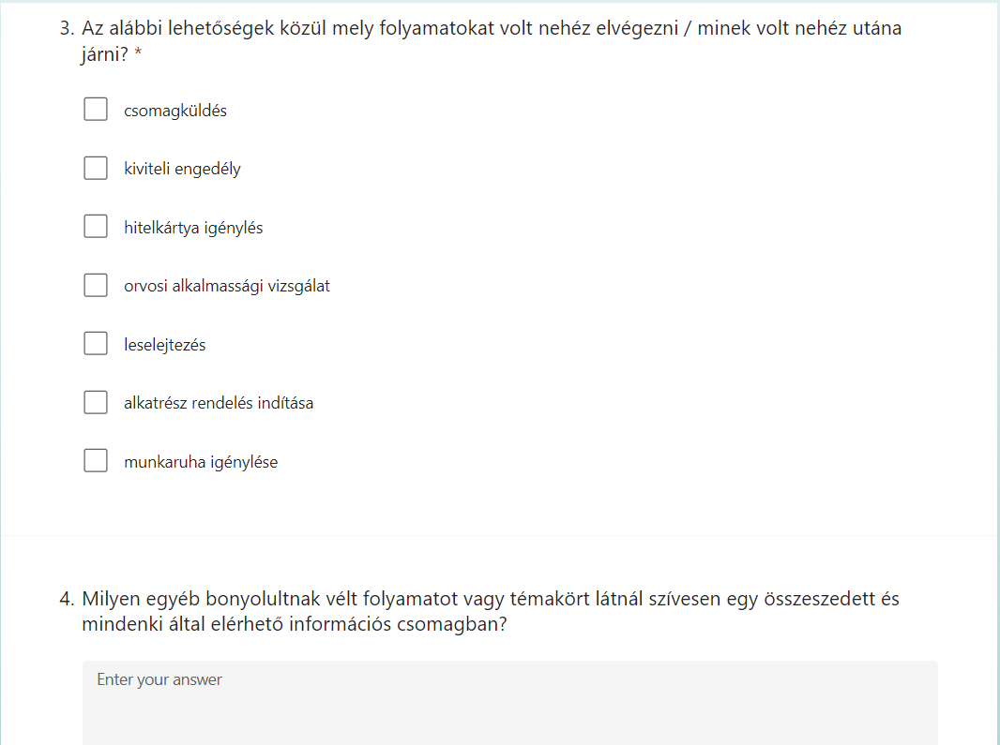 3. Az alábbi lehetőségek közül mely folyamatokat volt nehéz elvégezni / minek volt nehéz utána
járni? *
csomagküldés
kiviteli engedély
hitelkártya igénylés
orvosi alkalmassági vizsgálat
leselejtezés
alkatrész rendelés indítása
munkaruha igénylése
4. Milyen egyéb bonyolultnak vélt folyamatot vagy témakört látnál szívesen egy összeszedett és
mindenki által elérhető információs csomagban?
Enter your answer